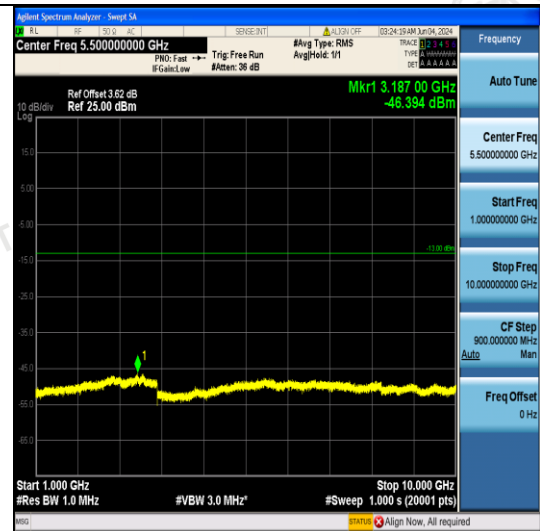 Agilent Spectrum Analyzer - Swept SA
RL RF 50 Ω AC SENSE:INT ALIGN OFF 03:24:19 AM Jun 04, 2024
Center Freq 5.500000000 GHz
PNO: Fast
IFGain:Low
Trig: Free Run
#Atten: 36 dB
#Avg Type: RMS
Avg|Hold: 1/1
TRACE 1 2 3 4 5 6
TYPE A
DET A A A A A A
Frequency
Mkr1 3.187 00 GHz
-46.394 dBm
Ref Offset 3.62 dB
10 dB/div Ref 25.00 dBm
Log
15.0
5.00
-5.00
-15.0
-25.0
-35.0
-45.0
-55.0
-65.0
-13.00 dBm
1
Start 1.000 GHz
Stop 10.000 GHz
#Res BW 1.0 MHz
#VBW 3.0 MHz*
#Sweep 1.000 s (20001 pts)
MSG
STATUS Align Now, All required
Auto Tune
Center Freq
5.500000000 GHz
Start Freq
1.000000000 GHz
Stop Freq
10.000000000 GHz
CF Step
900.000000 MHz
Auto Man
Freq Offset
0 Hz